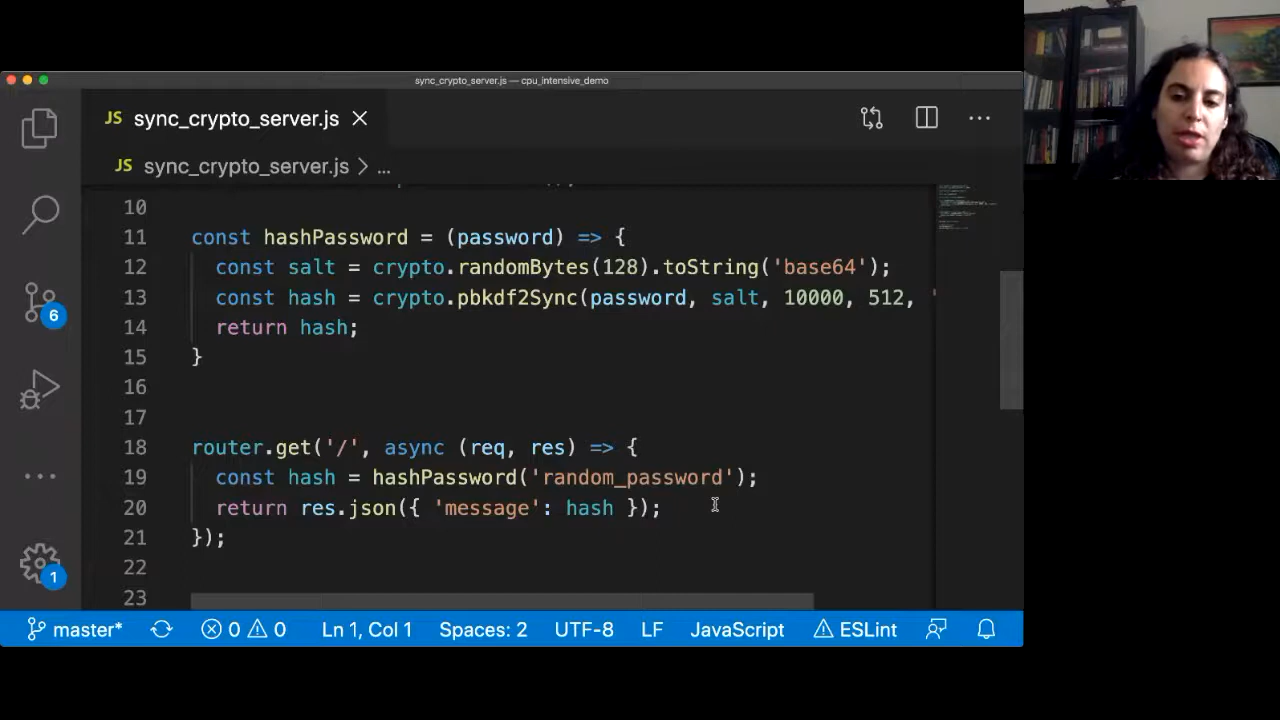 sync_crypto_server.js — cpu_intensive_demo
JS sync_crypto_server.js
JS sync_crypto_server.js > ...
10
11 const hashPassword = (password) => {
12 const salt = crypto.randomBytes(128).toString('base64');
13 const hash = crypto.pbkdf2Sync(password, salt, 10000, 512, '
14 return hash;
15 }
16
17
18 router.get('/', async (req, res) => {
19 const hash = hashPassword('random_password');
20 return res.json({ 'message': hash });
21 });
22
23
6
1
master* 0 0 Ln 1, Col 1 Spaces: 2 UTF-8 LF JavaScript ESLint